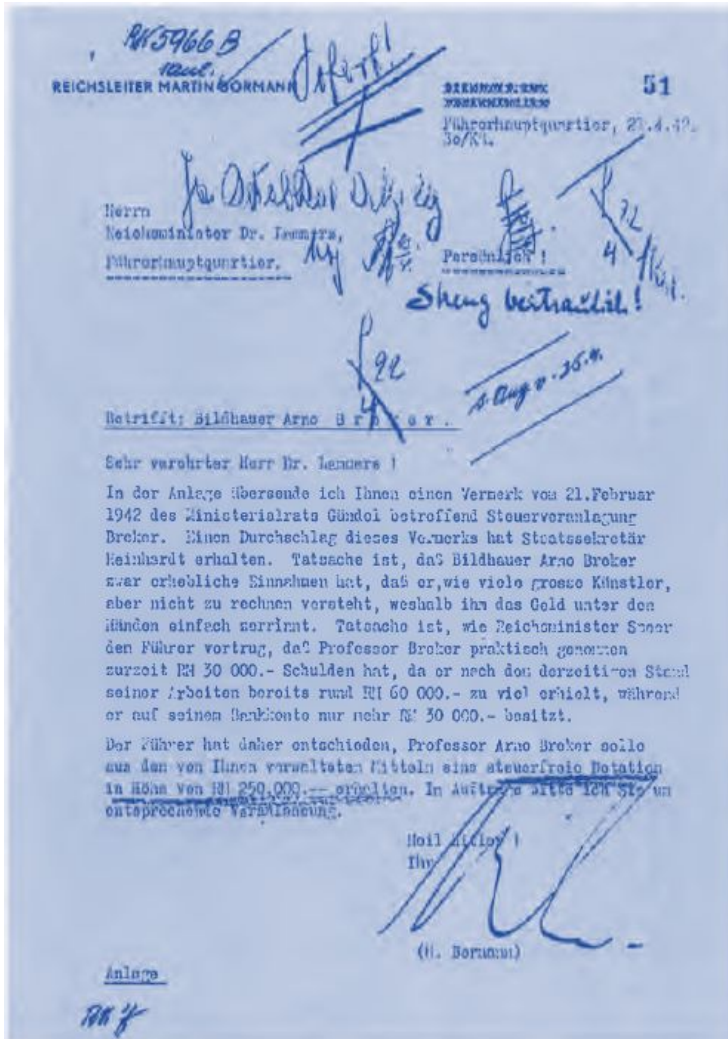 RK 5966 B
REICHSLEITER MARTIN BORMANN
Sofort!
51
Führerhauptquartier,
Bo/Kr.
Herrn
Reichsminister Dr. Lammers,
Führerhauptquartier.
Persönlich!
Streng vertraulich!
22
4
22
4
Betrifft: Bildhauer Arno B r e k e r .
Sehr verehrter Herr Dr. Lammers !
In der Anlage übersende ich Ihnen einen Vermerk vom 21.Februar
1942 des Ministerialrats Gündel betreffend Steuerveranlagung
Breker. Einen Durchschlag dieses Vermerks hat Staatssekretär
Reinhardt erhalten. Tatsache ist, daß Bildhauer Arno Breker
zwar erhebliche Einnahmen hat, daß er,wie viele grosse Künstler,
aber nicht zu rechnen versteht, weshalb ihm das Geld unter den
Händen einfach zerrinnt. Tatsache ist, wie Reichsminister Speer
dem Führer vortrug, daß Professor Breker praktisch genommen
zurzeit RM 30 000.- Schulden hat, da er nach dem derzeitigen Stand
seiner Arbeiten bereits rund RM 60 000.- zu viel erhielt, während
er auf seinem Bankkonto nur mehr RM 30 000.- besitzt.
Der Führer hat daher entschieden, Professor Arno Breker solle
aus den von Ihnen verwalteten Mitteln eine steuerfreie Dotation
in Höhe von RM 250,000.-- erhalten. In Auftrage bitte ich Sie um
entsprechende Veranlassung.
Heil Hitler !
Ihr
(M. Bormann)
Anlage